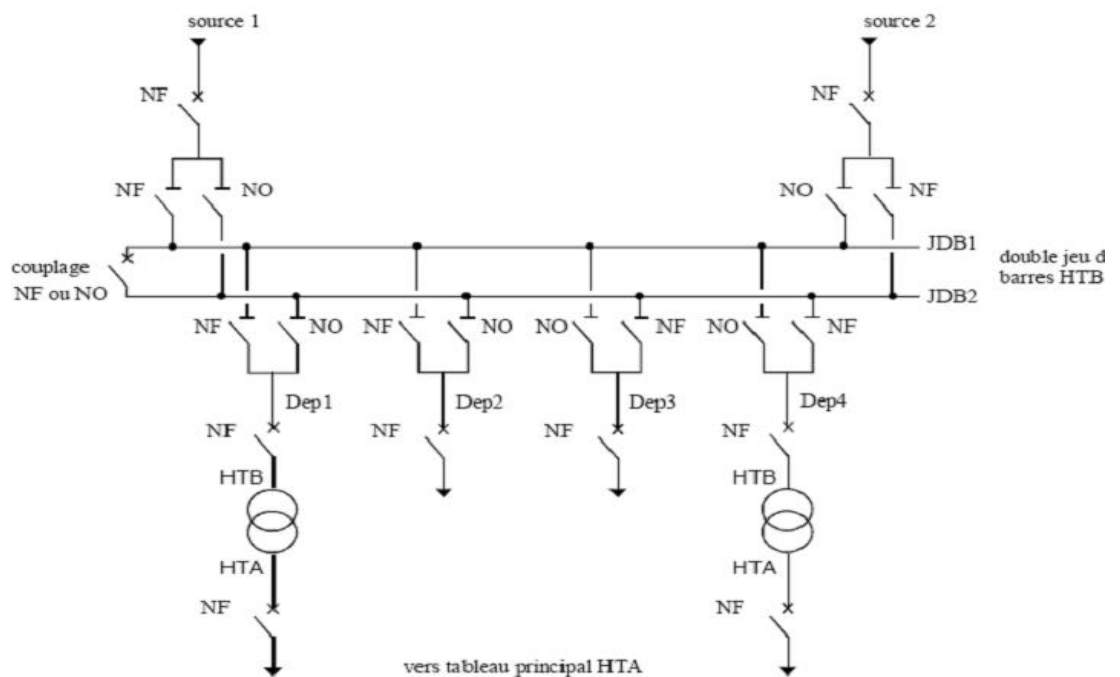 source 1
source 2
NF
NF
NF
NO
NO
NF
JDB1
couplage
NF ou NO
double jeu d
barres HTB
JDB2
NF
NO
NF
NO
NO
NF
NO
NF
Dep1
Dep2
Dep3
Dep4
NF
NF
NF
NF
HTB
HTB
HTA
HTA
NF
NF
vers tableau principal HTA